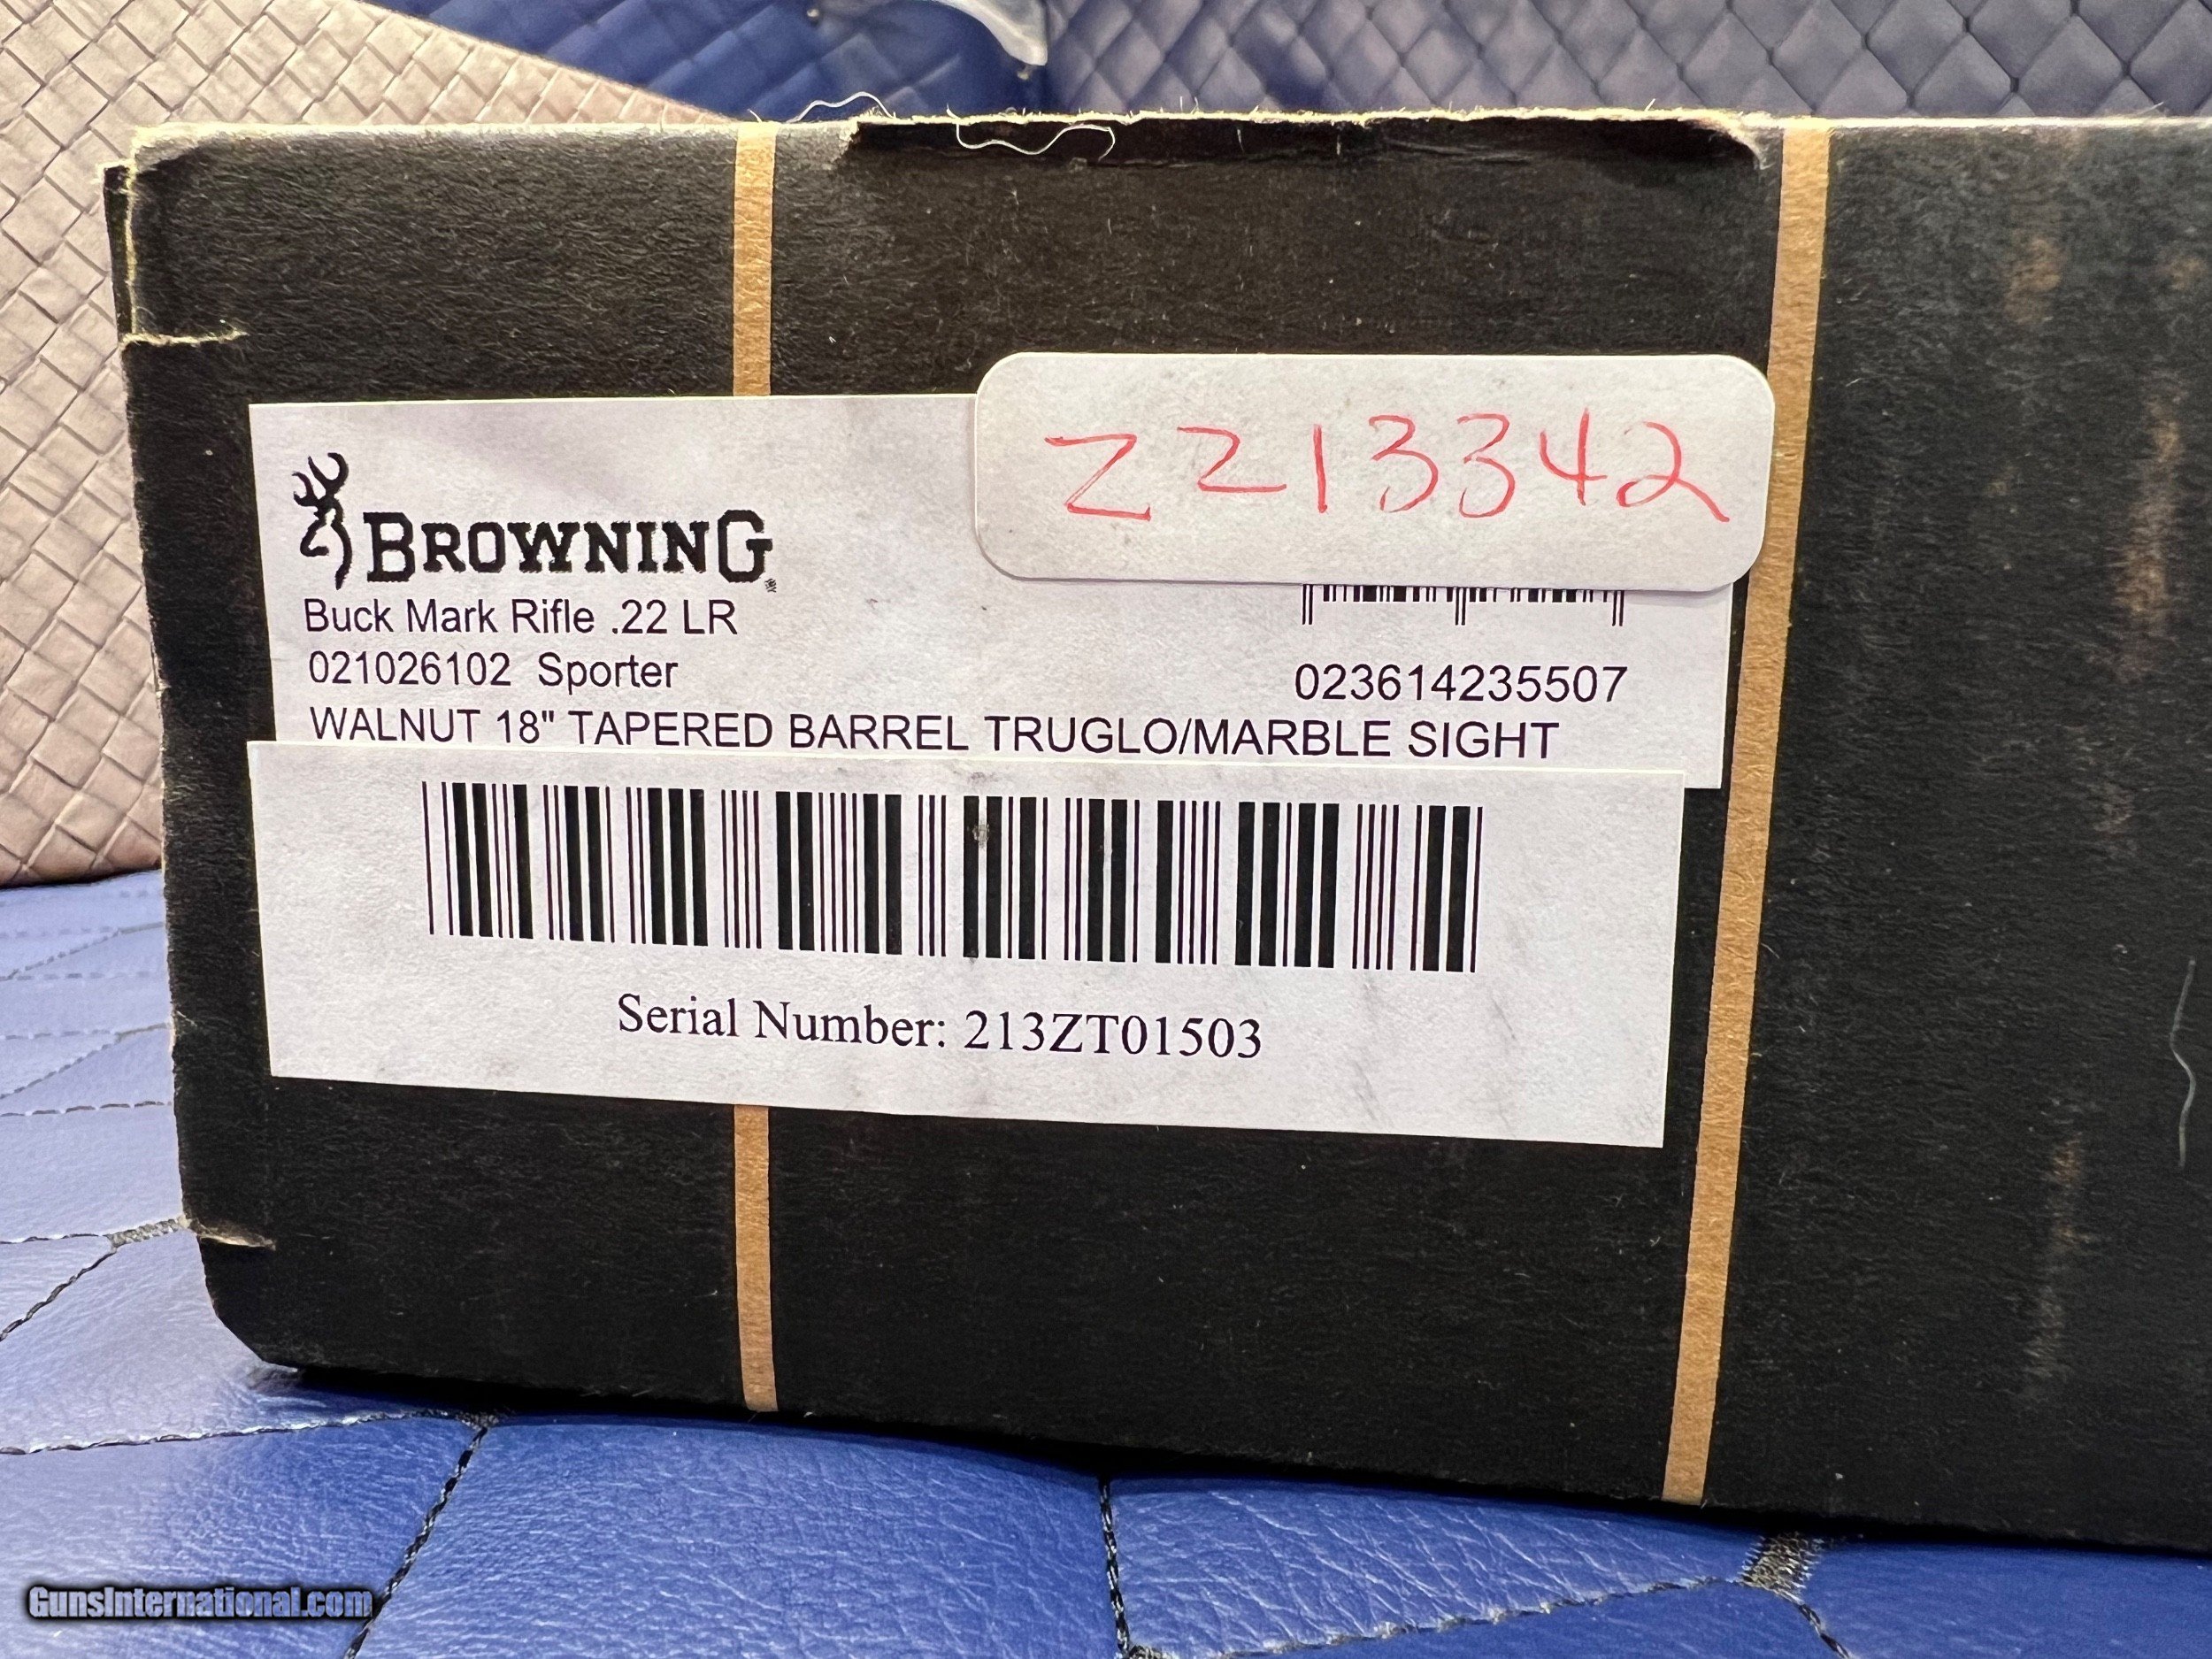 ZZ13342
BROWNING
Buck Mark Rifle .22 LR
021026102 Sporter
023614235507
WALNUT 18" TAPERED BARREL TRUGLO/MARBLE SIGHT
Serial Number: 213ZT01503
GunsInternational.com